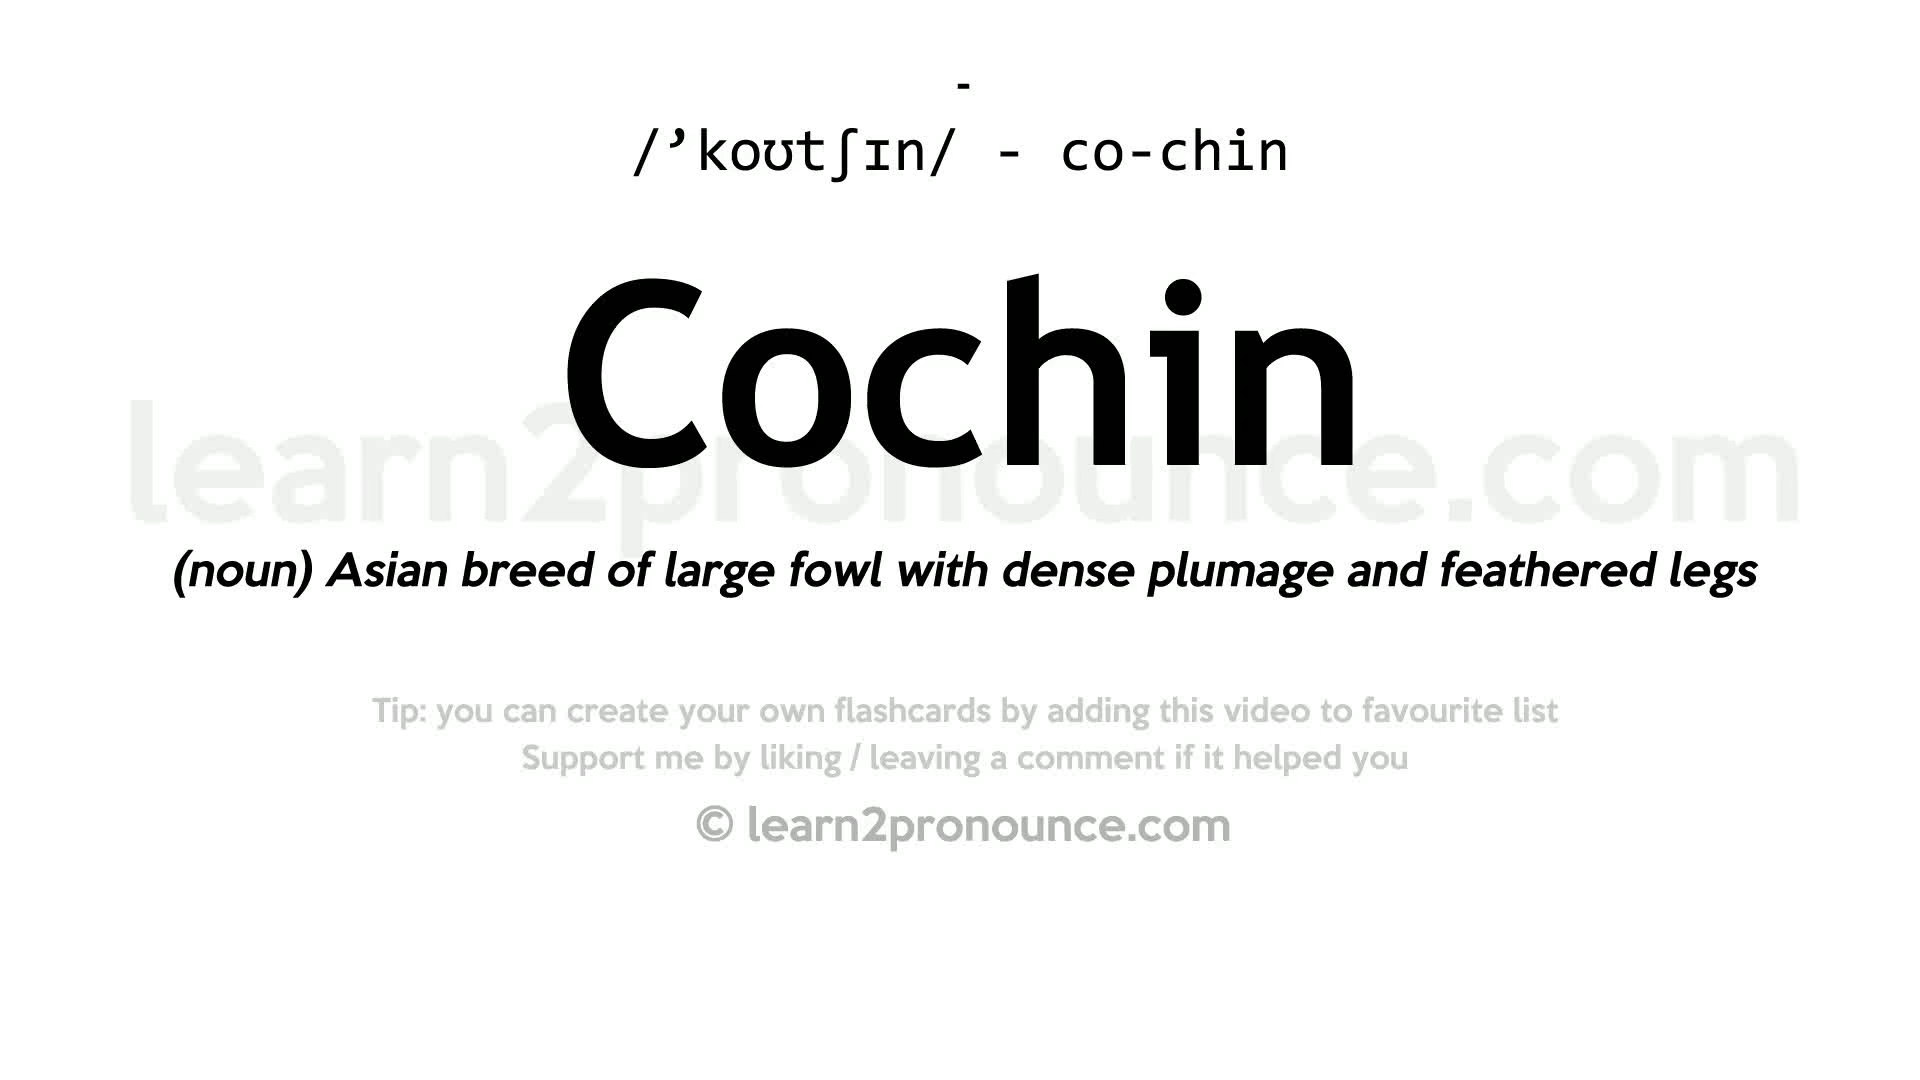 -
/’koʊtʃɪn/ - co-chin
Cochin
learn2pronounce.com
(noun) Asian breed of large fowl with dense plumage and feathered legs
Tip: you can create your own flashcards by adding this video to favourite list
Support me by liking / leaving a comment if it helped you
© learn2pronounce.com